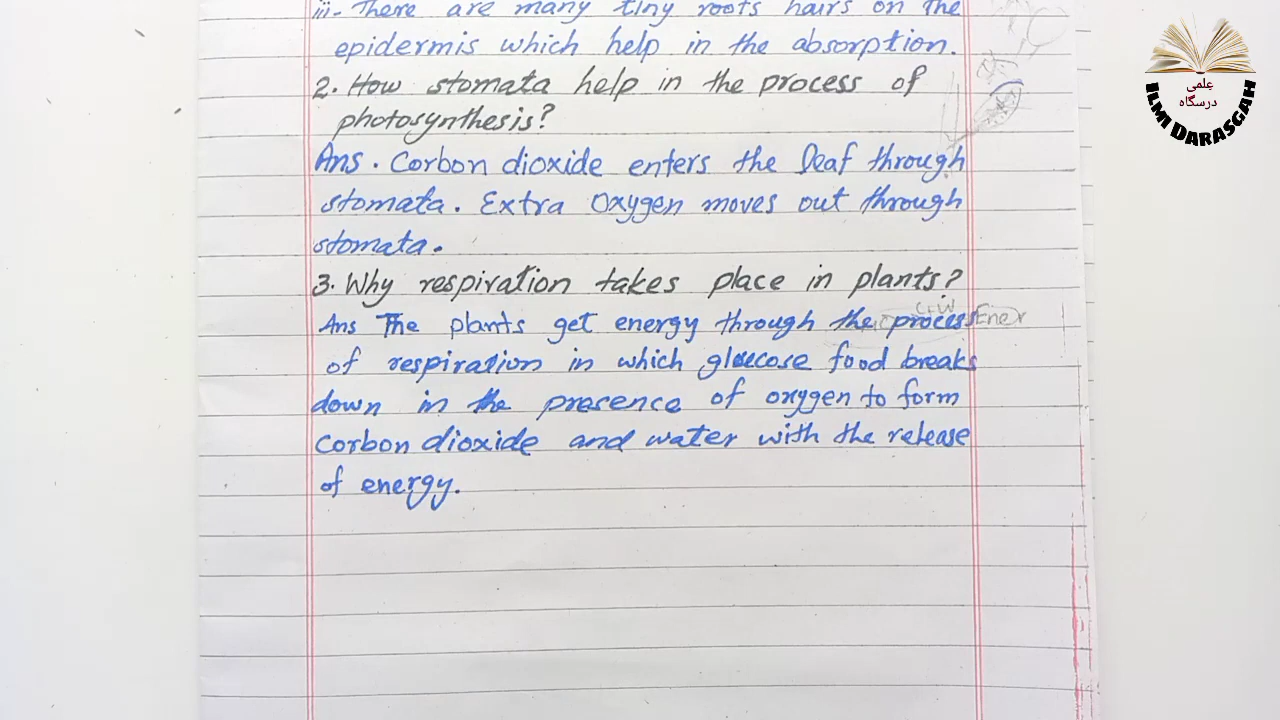 iii- There are many tiny roots hairs on the
epidermis which help in the absorption.
2. How stomata help in the process of
photosynthesis?
Ans. Corbon dioxide enters the leaf through
stomata. Extra Oxygen moves out through
stomata.
3. Why respiration takes place in plants?
Ans The plants get energy through the process
Ener
of respiration in which glucose food breaks
down in the presence of oxygen to form
Corbon dioxide and water with the release
of energy.
علمی
درسگاہ
ILMI DARASGAH